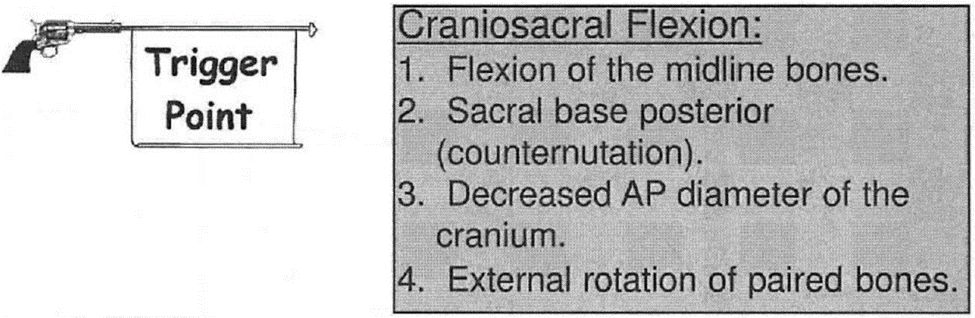 Trigger
Point
Craniosacral Flexion:
1. Flexion of the midline bones.
2. Sacral base posterior
(counternutation).
3. Decreased AP diameter of the
cranium.
4. External rotation of paired bones.